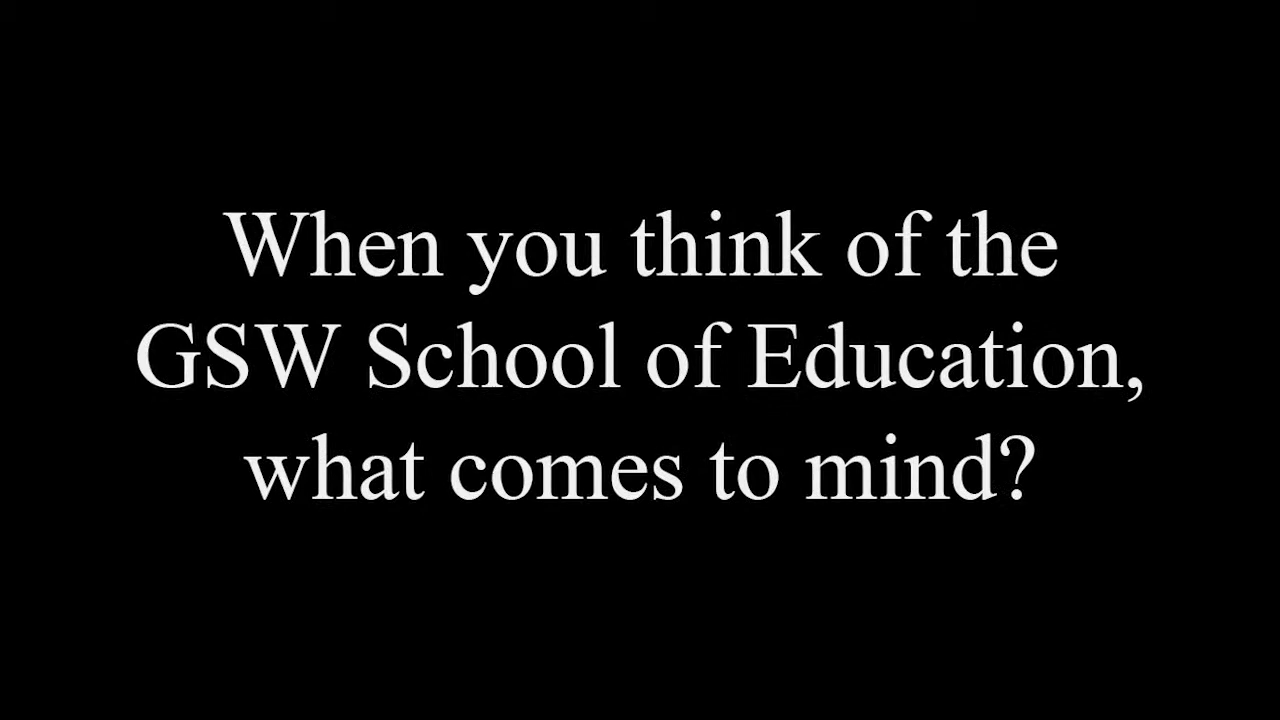 When you think of the
GSW School of Education,
what comes to mind?